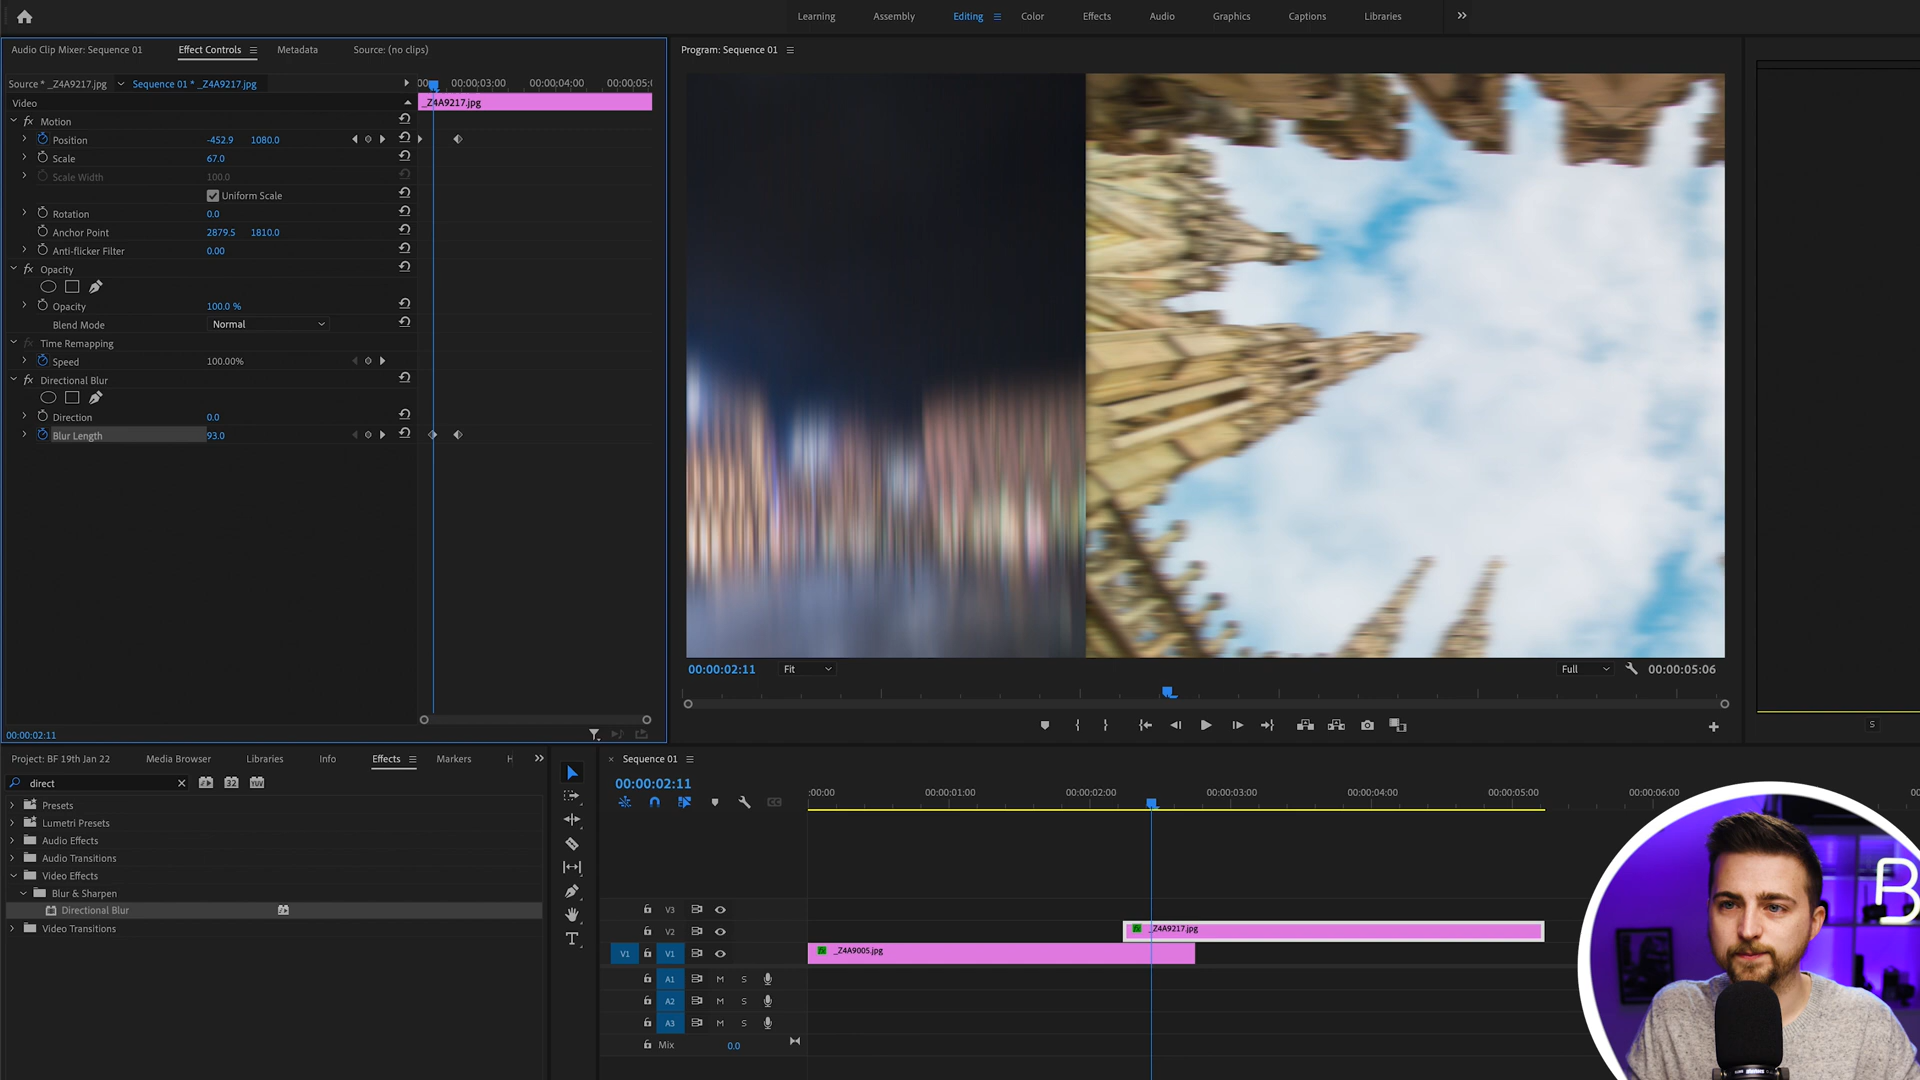 Learning Assembly Editing Color Effects Audio Graphics Captions Libraries
Audio Clip Mixer: Sequence 01 Effect Controls Metadata Source: (no clips)
Program: Sequence 01
Source * _Z4A9217.jpg Sequence 01 * _Z4A9217.jpg
00:00:03:00 00:00:04:00
Video
_Z4A9217.jpg
fx Motion
Position -452.9 1080.0
Scale 67.0
Scale Width 100.0
Uniform Scale
Rotation 0.0
Anchor Point 2879.5 1810.0
Anti-flicker Filter 0.00
fx Opacity
Opacity 100.0 %
Blend Mode Normal
fx Time Remapping
Speed 100.00%
fx Directional Blur
Direction 0.0
Blur Length 93.0
00:00:02:11
00:00:02:11 Fit Full 00:00:05:06
S
Project: BF 19th Jan 22 Media Browser Libraries Info Effects Markers H
direct
32 YUV
Presets
Lumetri Presets
Audio Effects
Audio Transitions
Video Effects
Blur & Sharpen
Directional Blur
Video Transitions
× Sequence 01
00:00:02:11
:00:00 00:00:01:00 00:00:02:00 00:00:03:00 00:00:04:00 00:00:05:00 00:00:06:00
V3
V2 _Z4A9217.jpg
V1 V1 _Z4A9005.jpg
A1 M S
A2 M S
A3 M S
Mix 0.0
B